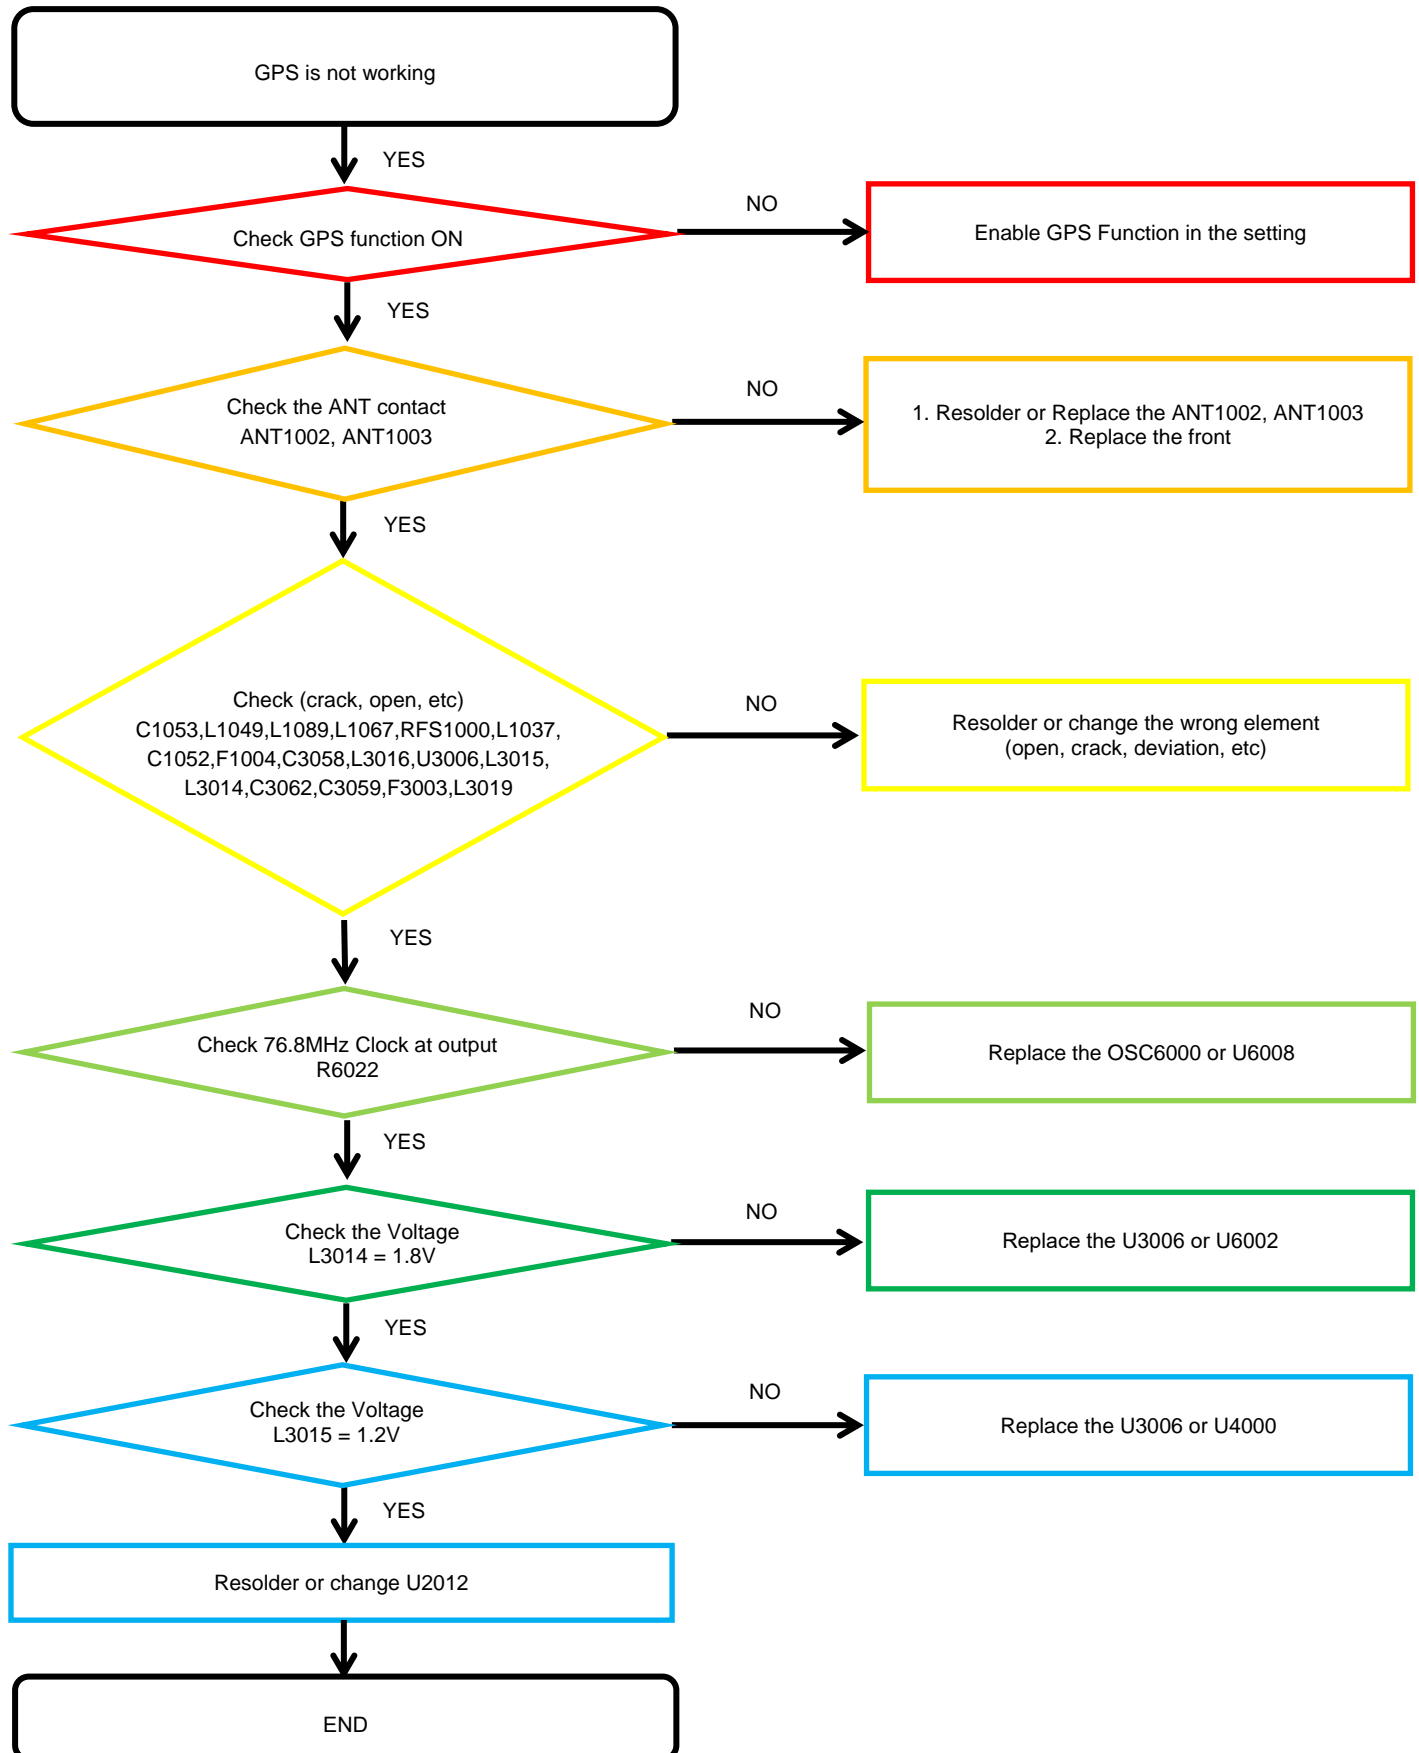 GPS is not working
YES
Check GPS function ON
NO
Enable GPS Function in the setting
YES
Check the ANT contact
ANT1002, ANT1003
NO
1. Resolder or Replace the ANT1002, ANT1003
2. Replace the front
YES
Check (crack, open, etc)
C1053,L1049,L1089,L1067,RFS1000,L1037,
C1052,F1004,C3058,L3016,U3006,L3015,
L3014,C3062,C3059,F3003,L3019
NO
Resolder or change the wrong element
(open, crack, deviation, etc)
YES
Check 76.8MHz Clock at output
R6022
NO
Replace the OSC6000 or U6008
YES
Check the Voltage
L3014 = 1.8V
NO
Replace the U3006 or U6002
YES
Check the Voltage
L3015 = 1.2V
NO
Replace the U3006 or U4000
YES
Resolder or change U2012
END